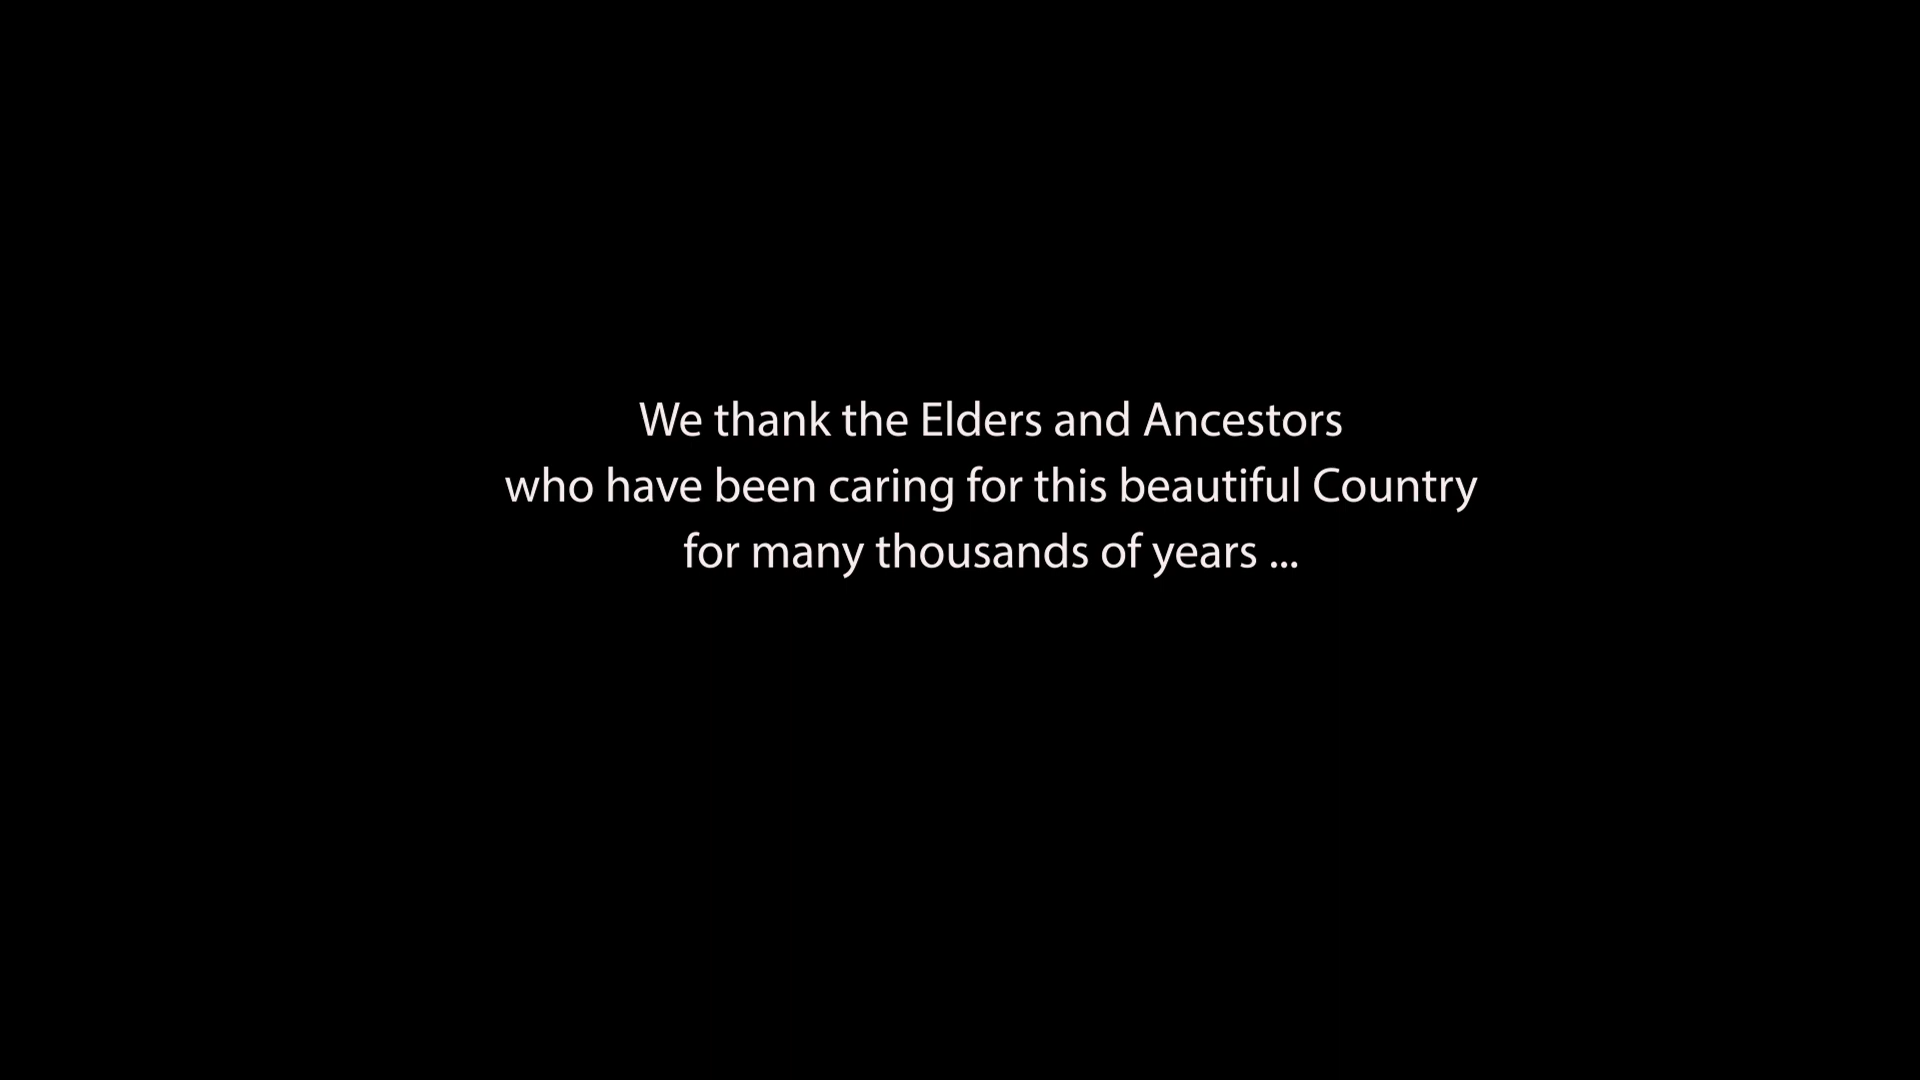 We thank the Elders and Ancestors
who have been caring for this beautiful Country
for many thousands of years ...